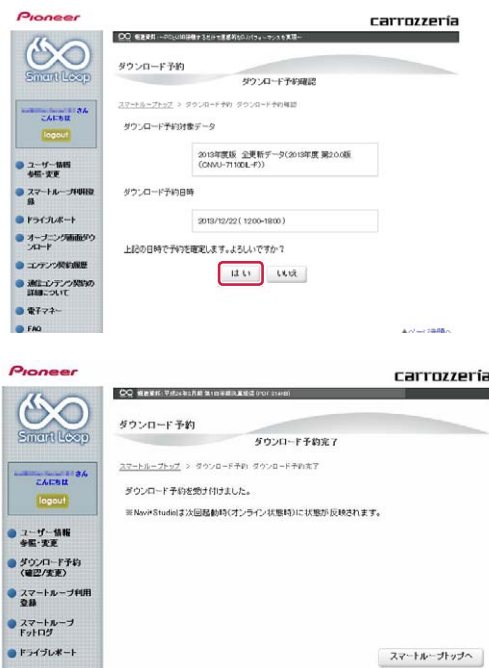 Pioneer
carrozzeria
Smart Loop
ダウンロード予約
ダウンロード予約確認
スマートループトップ > ダウンロード予約 ダウンロード予約確認
さん
こんにちは
logout
ダウンロード予約対象データ
2013年度版 全更新データ(2013年度 第2.0.0版
(CNVU-7110DL-F))
ユーザー情報
参照・変更
スマートループ利用登
録
ダウンロード予約日時
ドライブレポート
2013/12/22 ( 1200-1800 )
オープニング画面ダウ
ンロード
上記の日時で予約を確定します。よろしいですか？
コンテンツ契約履歴
はい
いいえ
通信コンテンツ契約の
詳細について
電子マネー
FAQ
Pioneer
carrozzeria
Smart Loop
ダウンロード予約
ダウンロード予約完了
スマートループトップ > ダウンロード予約 ダウンロード予約完了
さん
こんにちは
logout
ダウンロード予約を受け付けました。
※Navi*Studioは次回起動時(オンライン状態時)に状態が反映されます。
ユーザー情報
参照・変更
ダウンロード予約
(確認/変更)
スマートループ利用
登録
スマートループ
ドットログ
ドライブレポート
スマートループトップへ